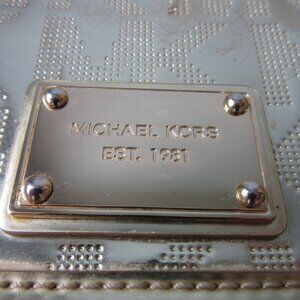 MICHAEL KORS
EST. 1981